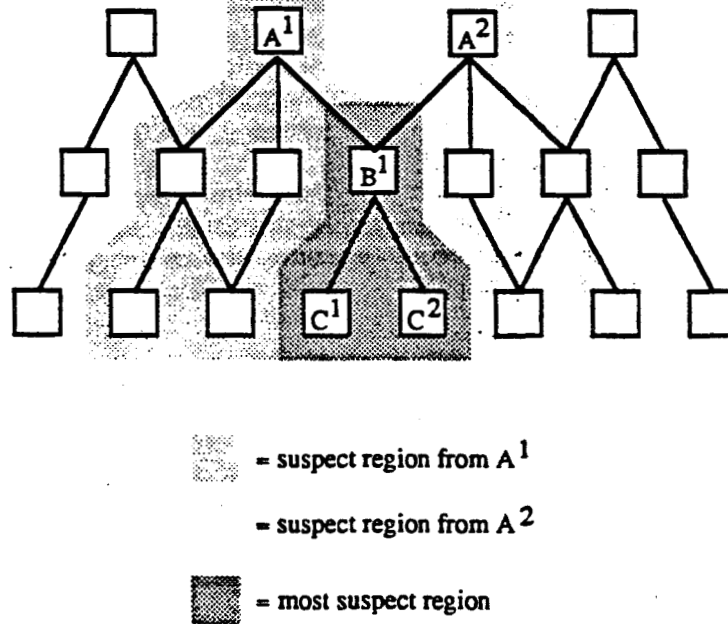 A¹ A²
B¹
C¹ C²
= suspect region from A¹
= suspect region from A²
= most suspect region